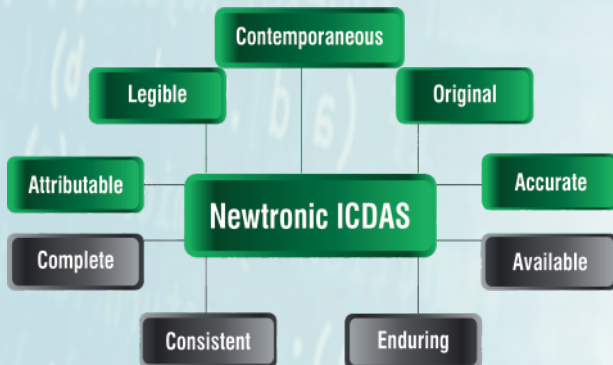 Contemporaneous
Legible
Original
Attributable
Accurate
Newtronic ICDAS
Complete
Available
Consistent
Enduring